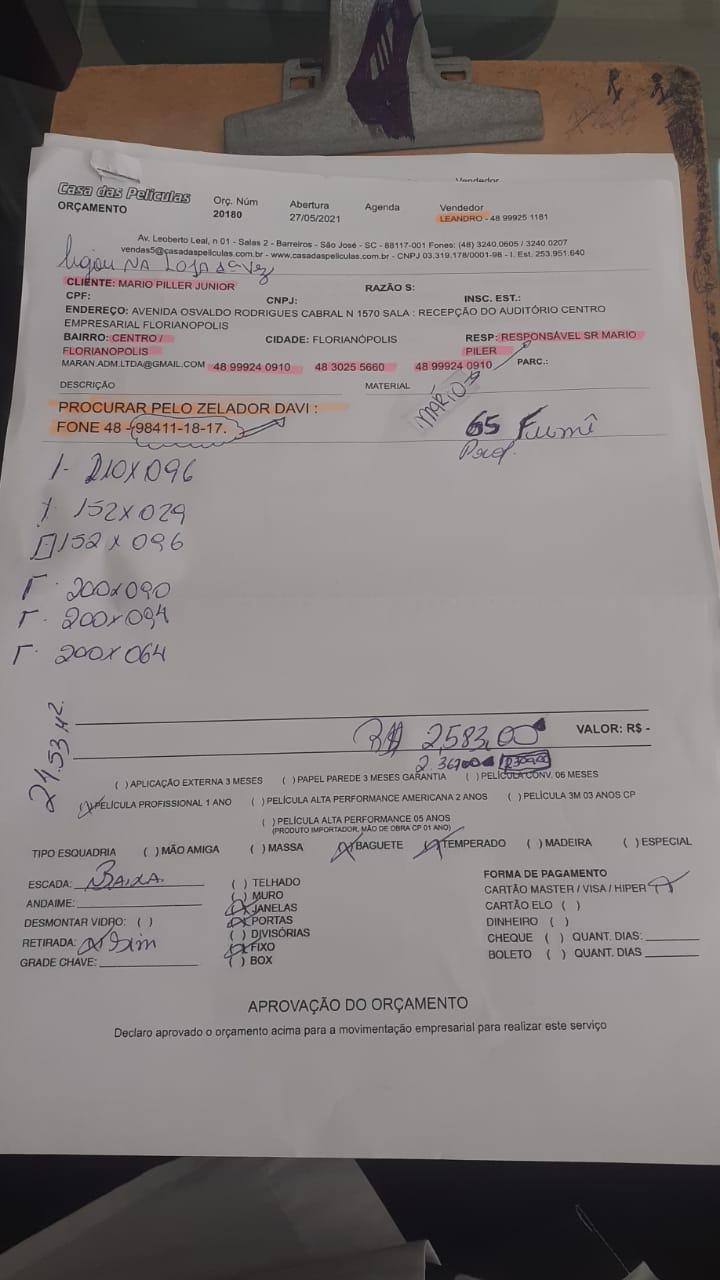 Vendedor
Casa das Películas
ORÇAMENTO
Orç. Núm
20180
Abertura
27/05/2021
Agenda
Vendedor
LEANDRO - 48 99925 1181
Av. Leoberto Leal, n 01 - Salas 2 - Barreiros - São José - SC - 88117-001 Fones: (48) 3240.0605 / 3240 0207
vendas5@casadaspeliculas.com.br - www.casadaspeliculas.com.br - CNPJ 03.319.178/0001-98 - I. Est. 253.951.640
ligou NA LOJA 2ª vez
CLIENTE: MARIO PILLER JUNIOR RAZÃO S:
CPF: CNPJ: INSC. EST.:
ENDEREÇO: AVENIDA OSVALDO RODRIGUES CABRAL N 1570 SALA : RECEPÇÃO DO AUDITÓRIO CENTRO
EMPRESARIAL FLORIANOPOLIS
BAIRRO: CENTRO / CIDADE: FLORIANÓPOLIS RESP: RESPONSÁVEL SR MARIO
FLORIANOPOLIS PILER
MARAN.ADM.LTDA@GMAIL.COM 48 99924 0910 48 3025 5660 48 99924 0910 PARC.:
DESCRIÇÃO MATERIAL
MÁRIO
PROCURAR PELO ZELADOR DAVI :
FONE 48 -98411-18-17.
65 Fumê
Prof.
1- 210X096
1. 152X029
152 X 096
200X090
200X094
200X064
21.53 M².
R$ 2,583,00 VALOR: R$ -
( ) APLICAÇÃO EXTERNA 3 MESES ( ) PAPEL PAREDE 3 MESES GARANTIA ( ) PELÍCULA CONV. 06 MESES
(X) PELÍCULA PROFISSIONAL 1 ANO ( ) PELÍCULA ALTA PERFORMANCE AMERICANA 2 ANOS ( ) PELÍCULA 3M 03 ANOS CP
( ) PELÍCULA ALTA PERFORMANCE 05 ANOS
(PRODUTO IMPORTADOR, MÃO DE OBRA CP 01 ANO)
TIPO ESQUADRIA ( ) MÃO AMIGA ( ) MASSA (X) BAGUETE (X) TEMPERADO ( ) MADEIRA ( ) ESPECIAL
ESCADA: BAIXA.
ANDAIME:
DESMONTAR VIDRO: ( )
RETIRADA: (X) Sim
GRADE CHAVE:
( ) TELHADO
( ) MURO
(X) JANELAS
(X) PORTAS
( ) DIVISÓRIAS
(X) FIXO
( ) BOX
FORMA DE PAGAMENTO
CARTÃO MASTER / VISA / HIPER (X)
CARTÃO ELO ( )
DINHEIRO ( )
CHEQUE ( ) QUANT. DIAS:
BOLETO ( ) QUANT. DIAS
APROVAÇÃO DO ORÇAMENTO
Declaro aprovado o orçamento acima para a movimentação empresarial para realizar este serviço